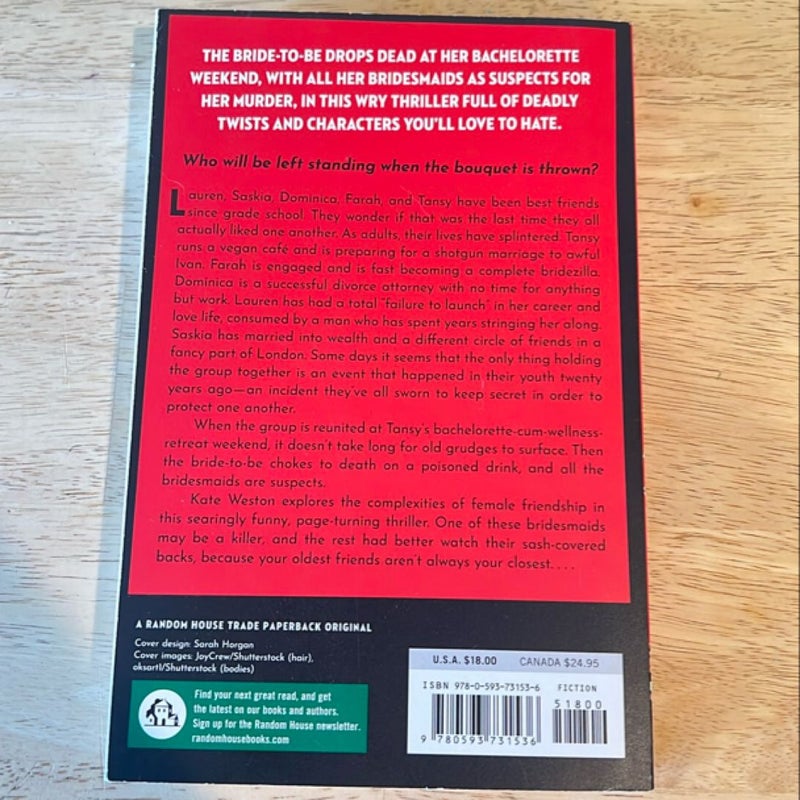 THE BRIDE-TO-BE DROPS DEAD AT HER BACHELORETTE
WEEKEND, WITH ALL HER BRIDESMAIDS AS SUSPECTS FOR
HER MURDER, IN THIS WRY THRILLER FULL OF DEADLY
TWISTS AND CHARACTERS YOU'LL LOVE TO HATE.
Who will be left standing when the bouquet is thrown?
Lauren, Saskia, Dominica, Farah, and Tansy have been best friends
since grade school. They wonder if that was the last time they all
actually liked one another. As adults, their lives have splintered. Tansy
runs a vegan café and is preparing for a shotgun marriage to awful
Ivan. Farah is engaged and is fast becoming a complete bridezilla.
Dominica is a successful divorce attorney with no time for anything
but work. Lauren has had a total "failure to launch" in her career and
love life, consumed by a man who has spent years stringing her along.
Saskia has married into wealth and a different circle of friends in a
fancy part of London. Some days it seems that the only thing holding
the group together is an event that happened in their youth twenty
years ago—an incident they've all sworn to keep secret in order to
protect one another.
When the group is reunited at Tansy's bachelorette-cum-wellness-
retreat weekend, it doesn't take long for old grudges to surface. Then
the bride-to-be chokes to death on a poisoned drink, and all the
bridesmaids are suspects.
Kate Weston explores the complexities of female friendship in
this searingly funny, page-turning thriller. One of these bridesmaids
may be a killer, and the rest had better watch their sash-covered
backs, because your oldest friends aren't always your closest. . . .
A RANDOM HOUSE TRADE PAPERBACK ORIGINAL
Cover design: Sarah Horgan
Cover images: JoyCrew/Shutterstock (hair),
oksart1/Shutterstock (bodies)
Find your next great read, and get
the latest on our books and authors.
Sign up for the Random House newsletter.
randomhousebooks.com
U.S.A. $18.00 CANADA $24.95
ISBN 978-0-593-73153-6 FICTION
51800
9 780593 731536